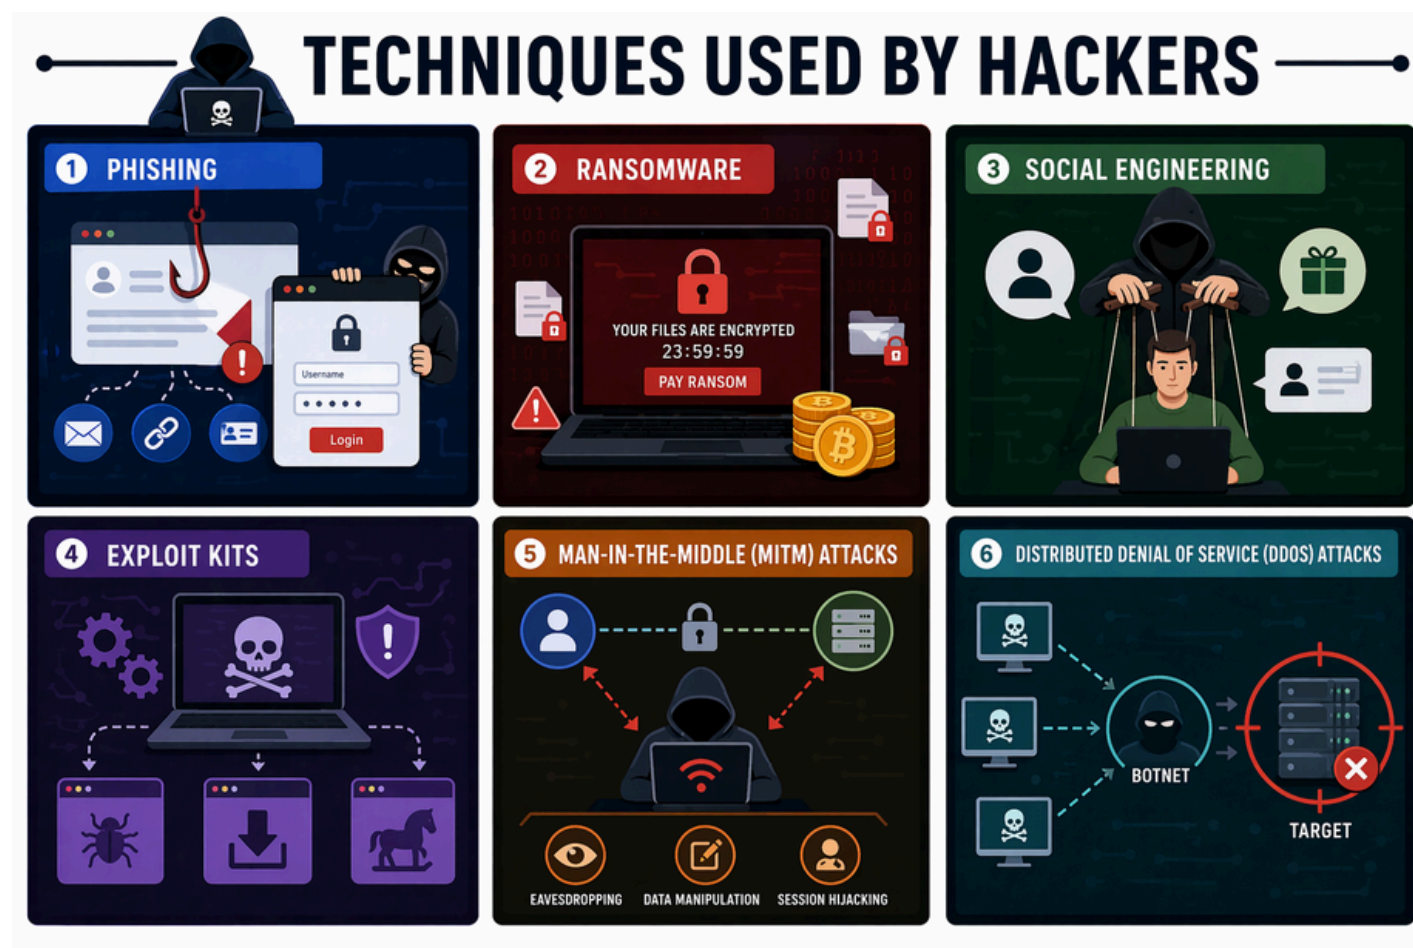 TECHNIQUES USED BY HACKERS
1 PHISHING
Username
Login
2 RANSOMWARE
YOUR FILES ARE ENCRYPTED
23:59:59
PAY RANSOM
3 SOCIAL ENGINEERING
4 EXPLOIT KITS
5 MAN-IN-THE-MIDDLE (MITM) ATTACKS
EAVESDROPPING
DATA MANIPULATION
SESSION HIJACKING
6 DISTRIBUTED DENIAL OF SERVICE (DDOS) ATTACKS
BOTNET
TARGET